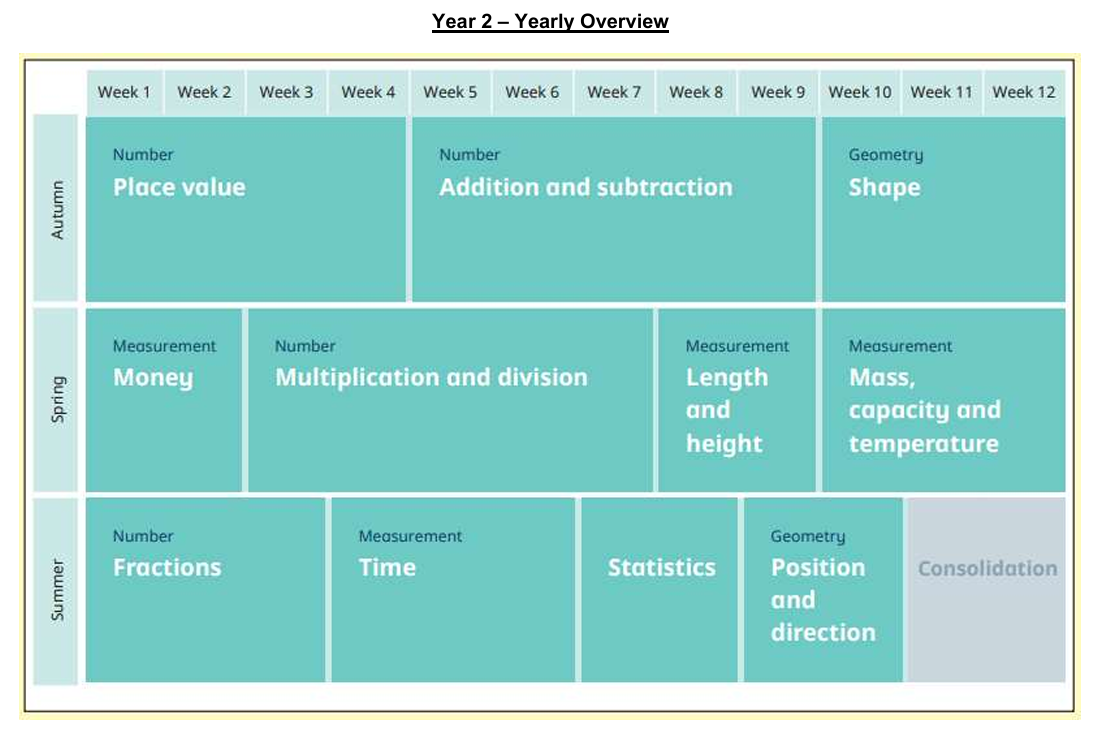 Year 2 – Yearly Overview
Week 1 Week 2 Week 3 Week 4 Week 5 Week 6 Week 7 Week 8 Week 9 Week 10 Week 11 Week 12
Autumn
Number
Place value
Number
Addition and subtraction
Geometry
Shape
Spring
Measurement
Money
Number
Multiplication and division
Measurement
Length
and
height
Measurement
Mass,
capacity and
temperature
Summer
Number
Fractions
Measurement
Time
Statistics
Geometry
Position
and
direction
Consolidation